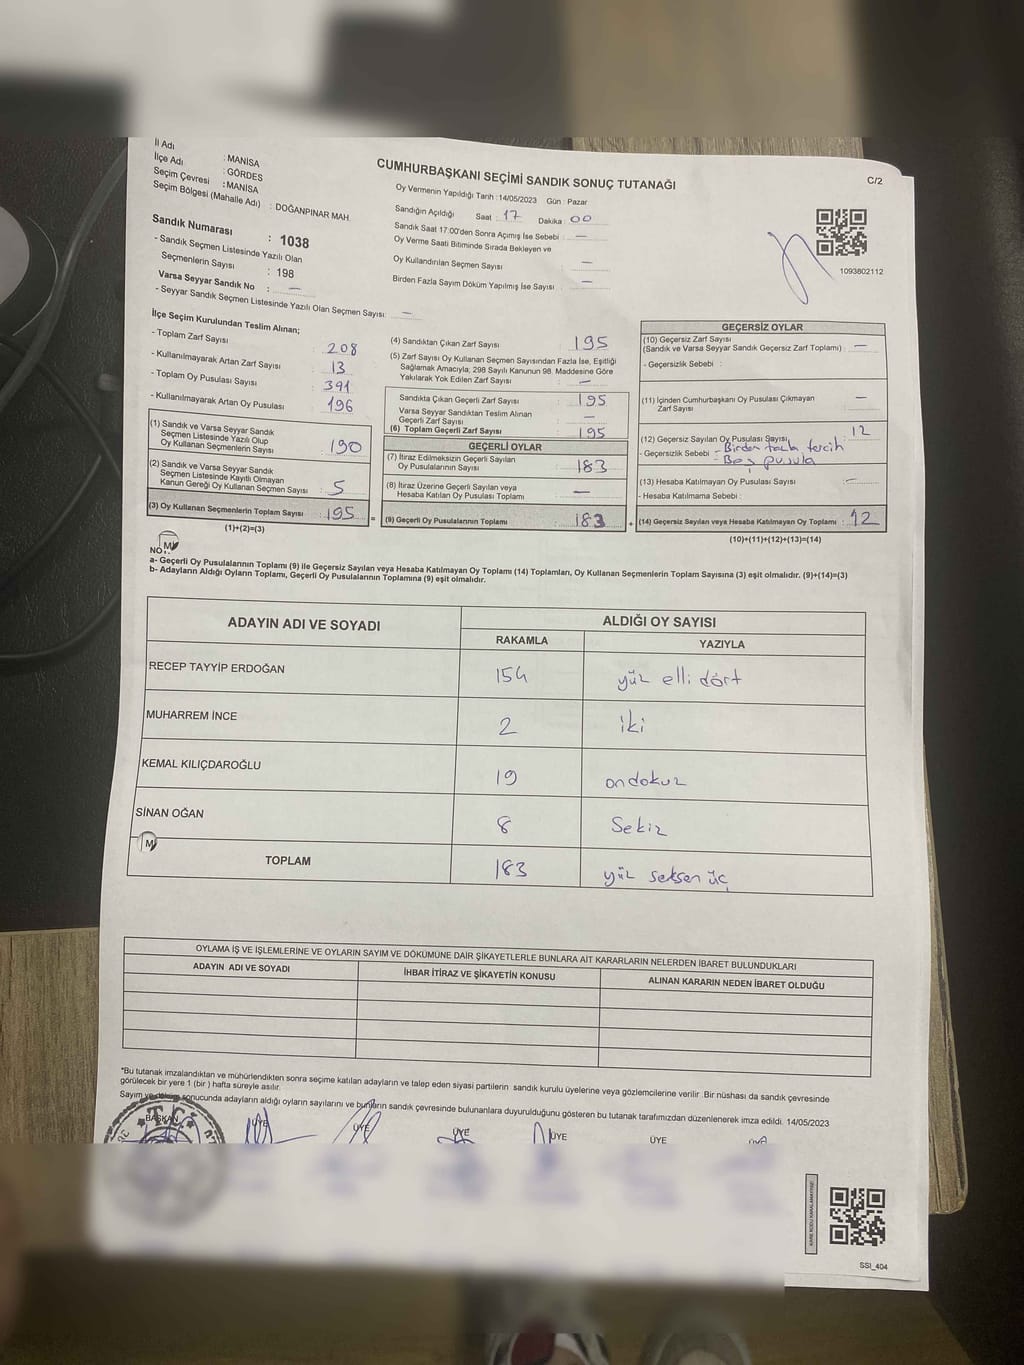 İl Adı : MANİSA
İlçe Adı : GÖRDES
Seçim Çevresi : MANİSA
Seçim Bölgesi (Mahalle Adı) : DOĞANPINAR MAH.
CUMHURBAŞKANI SEÇİMİ SANDIK SONUÇ TUTANAĞI
C/2
Oy Vermenin Yapıldığı Tarih : 14/05/2023 Gün : Pazar
Sandığın Açıldığı Saat : 17 Dakika : 00
Sandık Saat 17:00'den Sonra Açımış İse Sebebi : —
Oy Verme Saati Bitiminde Sırada Bekleyen ve
Oy Kullandırılan Seçmen Sayısı : —
Birden Fazla Sayım Döküm Yapılmış İse Sayısı : —
1093802112
Sandık Numarası : 1038
- Sandık Seçmen Listesinde Yazılı Olan
Seçmenlerin Sayısı : 198
Varsa Seyyar Sandık No : —
- Seyyar Sandık Seçmen Listesinde Yazılı Olan Seçmen Sayısı: —
İlçe Seçim Kurulundan Teslim Alınan;
- Toplam Zarf Sayısı : 208
- Kullanılmayarak Artan Zarf Sayısı : 13
- Toplam Oy Pusulası Sayısı : 391
- Kullanılmayarak Artan Oy Pusulası : 196
(1) Sandık ve Varsa Seyyar Sandık
Seçmen Listesinde Yazılı Olup
Oy Kullanan Seçmenlerin Sayısı : 190
(2) Sandık ve Varsa Seyyar Sandık
Seçmen Listesinde Kayıtlı Olmayan
Kanun Gereği Oy Kullanan Seçmen Sayısı : 5
(3) Oy Kullanan Seçmenlerin Toplam Sayısı : 195 =
(1)+(2)=(3)
(4) Sandıktan Çıkan Zarf Sayısı : 195
(5) Zarf Sayısı Oy Kullanan Seçmen Sayısından Fazla İse, Eşitliği
Sağlamak Amacıyla; 298 Sayılı Kanunun 98. Maddesine Göre
Yakılarak Yok Edilen Zarf Sayısı : —
Sandıkta Çıkan Geçerli Zarf Sayısı : 195
Varsa Seyyar Sandıktan Teslim Alınan
Geçerli Zarf Sayısı : —
(6) Toplam Geçerli Zarf Sayısı : 195
GEÇERLİ OYLAR
(7) İtiraz Edilmeksizin Geçerli Sayılan
Oy Pusulalarının Sayısı : 183
(8) İtiraz Üzerine Geçerli Sayılan veya
Hesaba Katılan Oy Pusulası Toplamı : —
(9) Geçerli Oy Pusulalarının Toplamı : 183 +
GEÇERSİZ OYLAR
(10) Geçersiz Zarf Sayısı
(Sandık ve Varsa Seyyar Sandık Geçersiz Zarf Toplamı) : —
- Geçersizlik Sebebi :
(11) İçinden Cumhurbaşkanı Oy Pusulası Çıkmayan
Zarf Sayısı : —
(12) Geçersiz Sayılan Oy Pusulası Sayısı : 12
- Geçersizlik Sebebi - Birden fazla tercih
- Boş pusula
(13) Hesaba Katılmayan Oy Pusulası Sayısı : —
- Hesaba Katılmama Sebebi :
(14) Geçersiz Sayılan veya Hesaba Katılmayan Oy Toplamı : 12
(10)+(11)+(12)+(13)=(14)
M
a- Geçerli Oy Pusulalarının Toplamı (9) ile Geçersiz Sayılan veya Hesaba Katılmayan Oy Toplamı (14) Toplamları, Oy Kullanan Seçmenlerin Toplam Sayısına (3) eşit olmalıdır. (9)+(14)=(3)
b- Adayların Aldığı Oyların Toplamı, Geçerli Oy Pusulalarının Toplamına (9) eşit olmalıdır.
ADAYIN ADI VE SOYADI ALDIĞI OY SAYISI
RAKAMLA YAZIYLA
RECEP TAYYİP ERDOĞAN 154 yüz elli dört
MUHARREM İNCE 2 iki
KEMAL KILIÇDAROĞLU 19 ondokuz
SİNAN OĞAN 8 Sekiz
M
TOPLAM 183 yüz seksen üç
OYLAMA İŞ VE İŞLEMLERİNE VE OYLARIN SAYIM VE DÖKÜMÜNE DAİR ŞİKAYETLERLE BUNLARA AİT KARARLARIN NELERDEN İBARET BULUNDUKLARI
ADAYIN ADI VE SOYADI İHBAR İTİRAZ VE ŞİKAYETİN KONUSU ALINAN KARARIN NEDEN İBARET OLDUĞU
*Bu tutanak imzalandıktan ve mühürlendikten sonra seçime katılan adayların ve talep eden siyasi partilerin sandık kurulu üyelerine veya gözlemcilerine verilir. Bir nüshası da sandık çevresinde
görülecek bir yere 1 (bir) hafta süreyle asılır.
Sayım ve döküm sonucunda adayların aldığı oyların sayılarını ve bunların sandık çevresinde bulunanlara duyurulduğunu gösteren bu tutanak tarafımızdan düzenlenerek imza edildi. 14/05/2023
BAŞKAN ÜYE ÜYE ÜYE ÜYE ÜYE ÜYE
T.C.
SSI_404